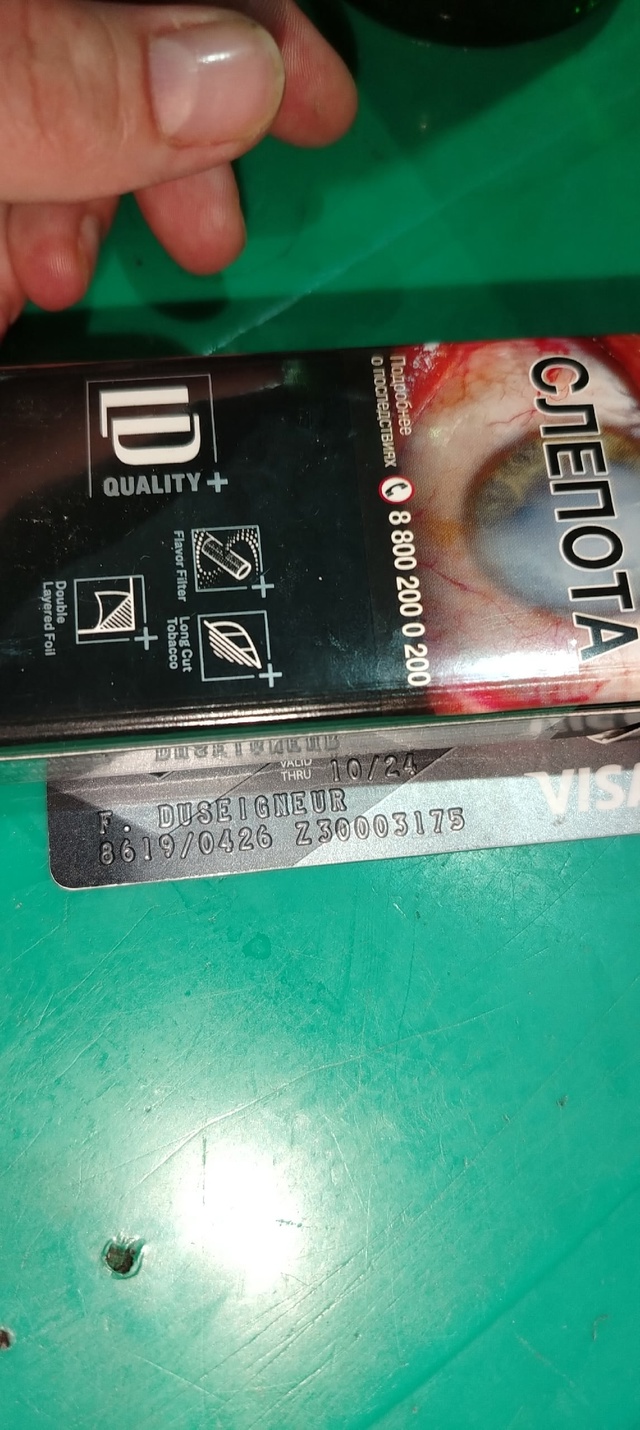 СЛЕПОТА
Подробнее
о последствиях
8 800 200 0 200
LD
QUALITY +
Flavor Filter
Long Cut
Tobacco
Double
Layered Foil
VALID
THRU 10/24
F. DUSEIGNEUR
8619/0426 Z30003175
VISA